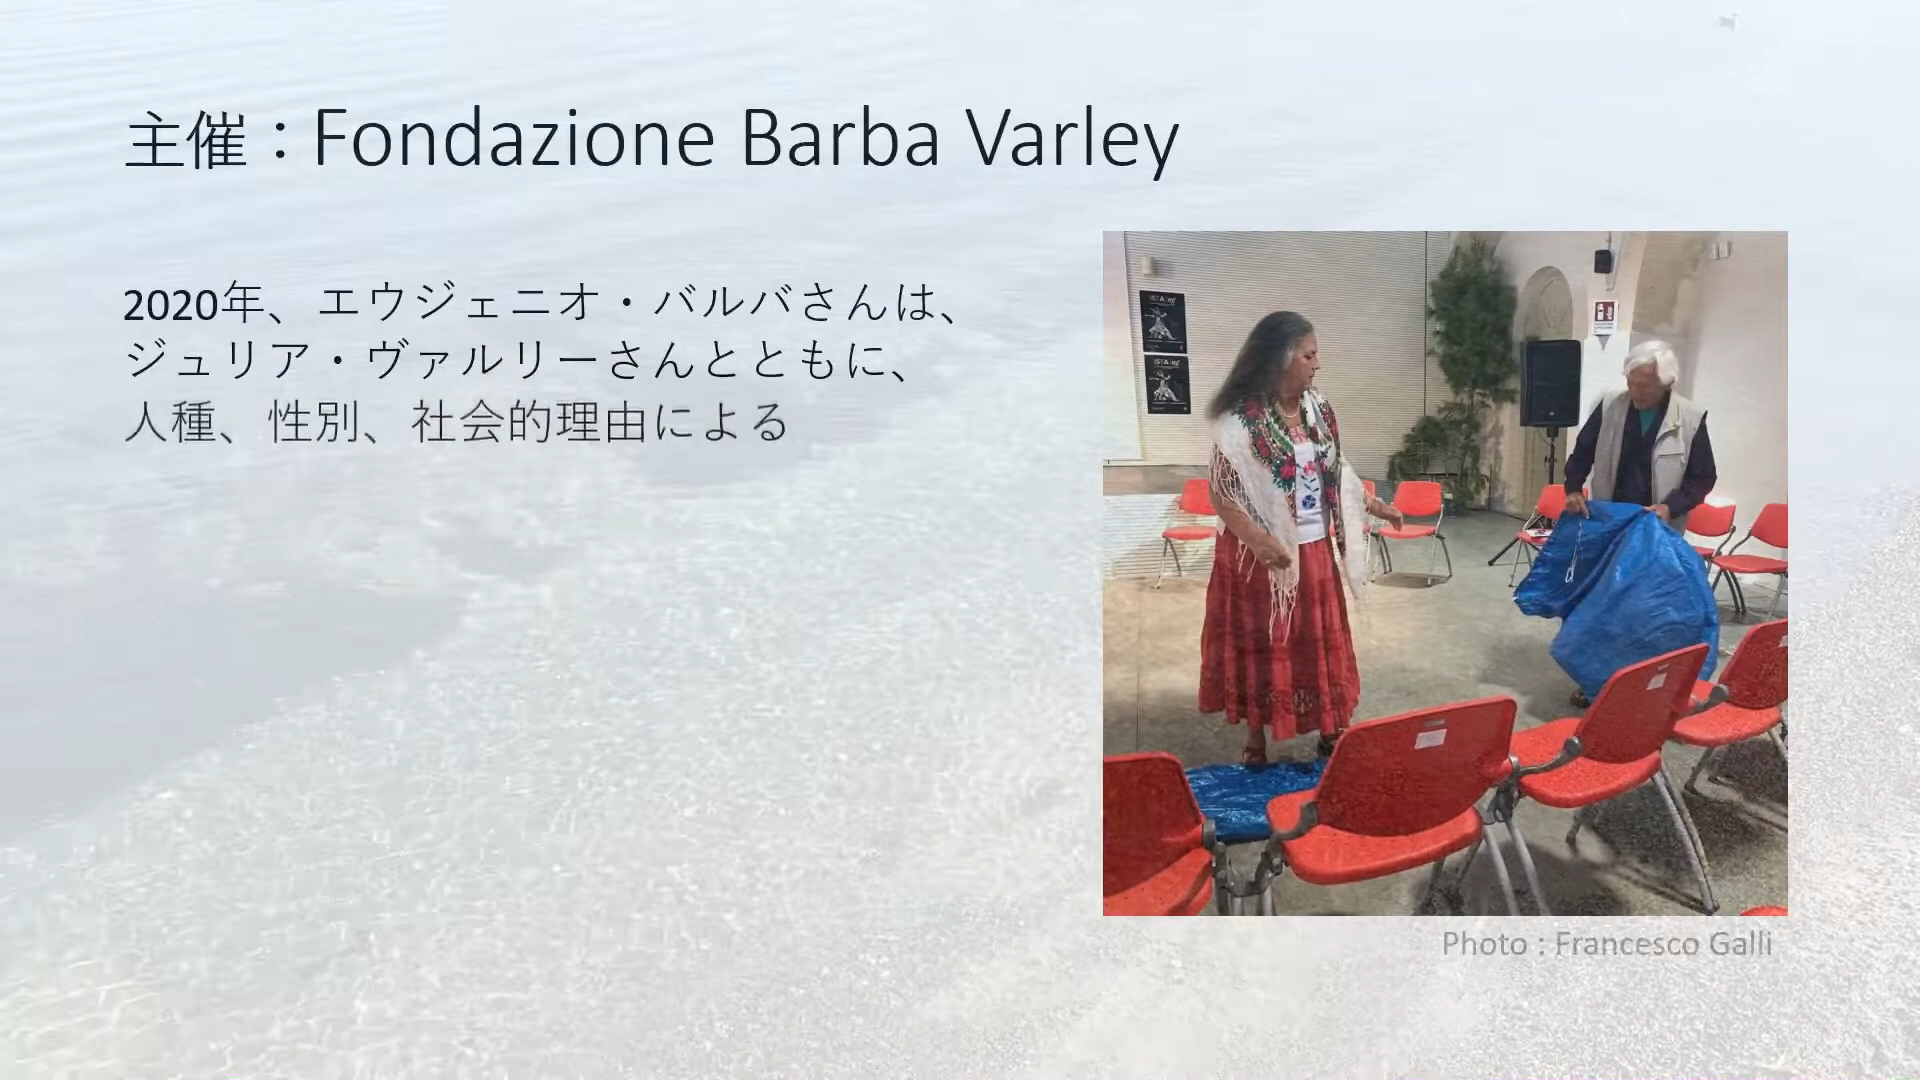 主催：Fondazione Barba Varley
2020年、エウジェニオ・バルバさんは、
ジュリア・ヴァルリーさんとともに、
人種、性別、社会的理由による
Photo : Francesco Galli